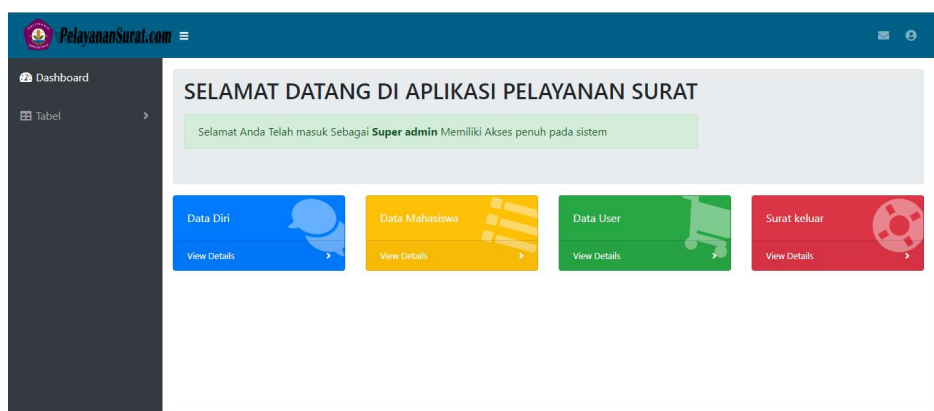 PelayananSurat.com
Dashboard
Tabel
SELAMAT DATANG DI APLIKASI PELAYANAN SURAT
Selamat Anda Telah masuk Sebagai Super admin Memiliki Akses penuh pada sistem
Data Diri
Data Mahasiswa
Data User
Surat keluar
View Details
View Details
View Details
View Details